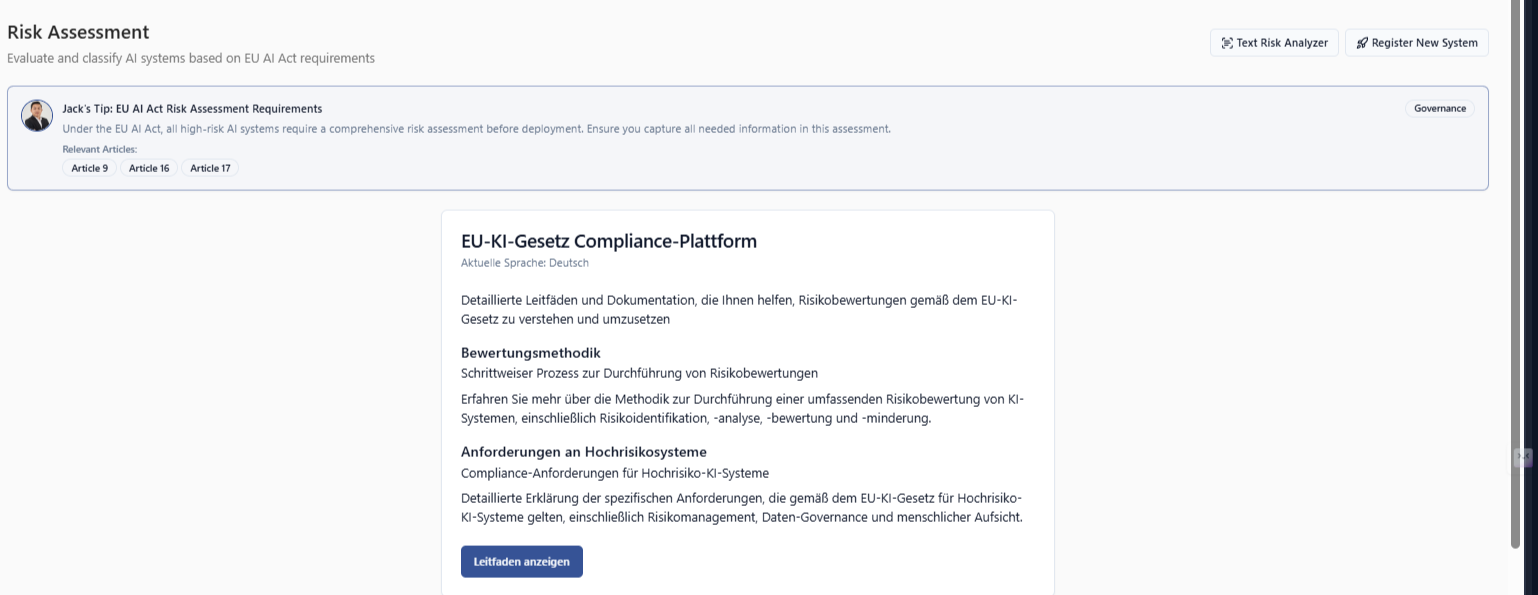 Risk Assessment
Evaluate and classify AI systems based on EU AI Act requirements
Text Risk Analyzer
Register New System
Jack's Tip: EU AI Act Risk Assessment Requirements
Governance
Under the EU AI Act, all high-risk AI systems require a comprehensive risk assessment before deployment. Ensure you capture all needed information in this assessment.
Relevant Articles:
Article 9 Article 16 Article 17
EU-KI-Gesetz Compliance-Plattform
Aktuelle Sprache: Deutsch
Detaillierte Leitfäden und Dokumentation, die Ihnen helfen, Risikobewertungen gemäß dem EU-KI-
Gesetz zu verstehen und umzusetzen
Bewertungsmethodik
Schrittweiser Prozess zur Durchführung von Risikobewertungen
Erfahren Sie mehr über die Methodik zur Durchführung einer umfassenden Risikobewertung von KI-
Systemen, einschließlich Risikoidentifikation, -analyse, -bewertung und -minderung.
Anforderungen an Hochrisikosysteme
Compliance-Anforderungen für Hochrisiko-KI-Systeme
Detaillierte Erklärung der spezifischen Anforderungen, die gemäß dem EU-KI-Gesetz für Hochrisiko-
KI-Systeme gelten, einschließlich Risikomanagement, Daten-Governance und menschlicher Aufsicht.
Leitfaden anzeigen